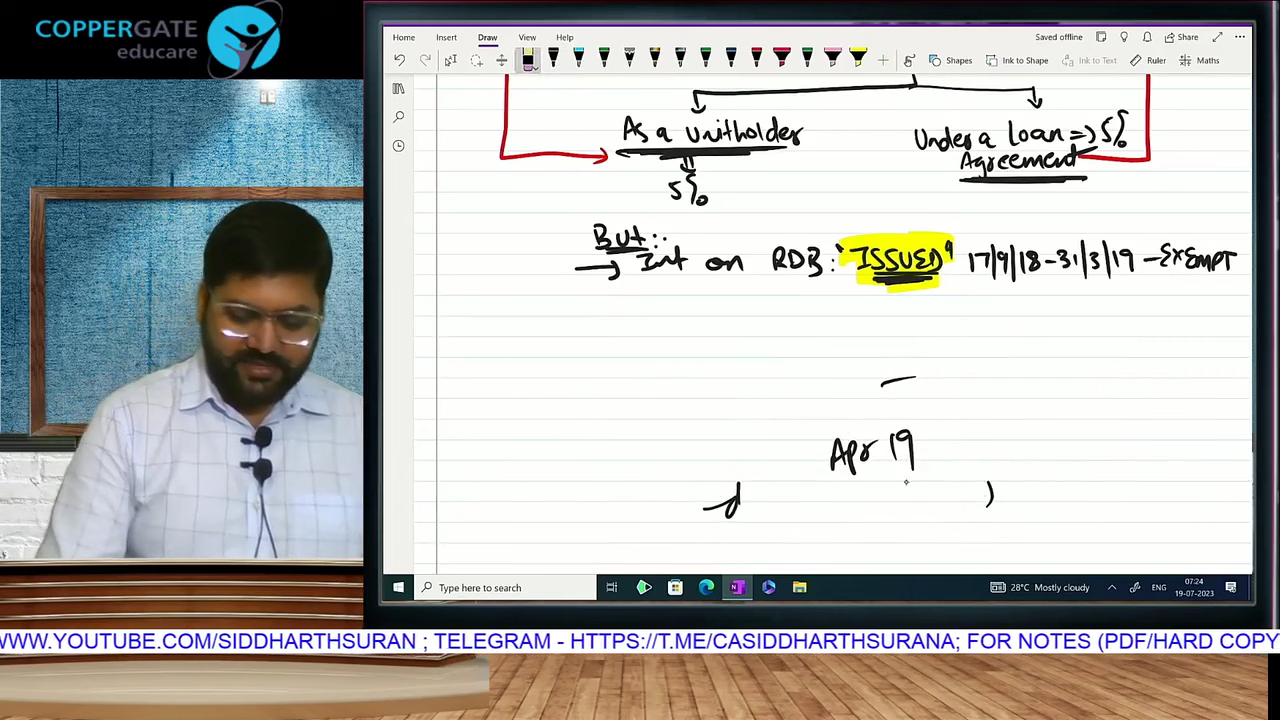 COPPERGATE
educare
Home Insert Draw View Help
Saved offline
Share
Shapes
Ink to Shape
Ink to Text
Ruler
Maths
As a unitholder
5%
Under a loan => 5%
Agreement
But::
→ Int on RDB: "ISSUED" 17/9/18-31/3/19 - EXEMPT
Apr 19
Type here to search
28°C Mostly cloudy
ENG
07:24
19-07-2023
WWW.YOUTUBE.COM/SIDDHARTHSURAN ; TELEGRAM - HTTPS://T.ME/CASIDDHARTHSURANA; FOR NOTES (PDF/HARD COPY